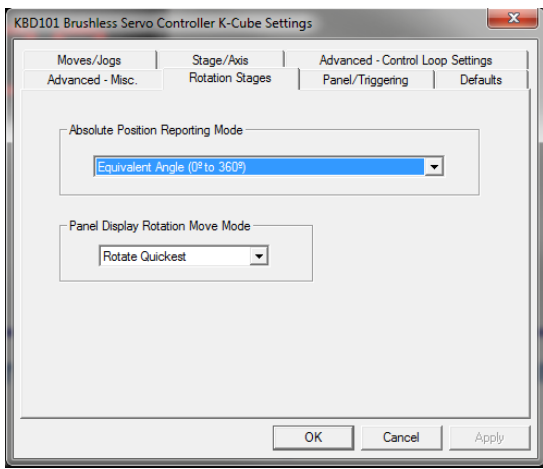 KBD101 Brushless Servo Controller K-Cube Settings
Moves/Jogs Stage/Axis Advanced - Control Loop Settings
Advanced - Misc. Rotation Stages Panel/Triggering Defaults
Absolute Position Reporting Mode
Equivalent Angle (0º to 360º)
Panel Display Rotation Move Mode
Rotate Quickest
OK Cancel Apply